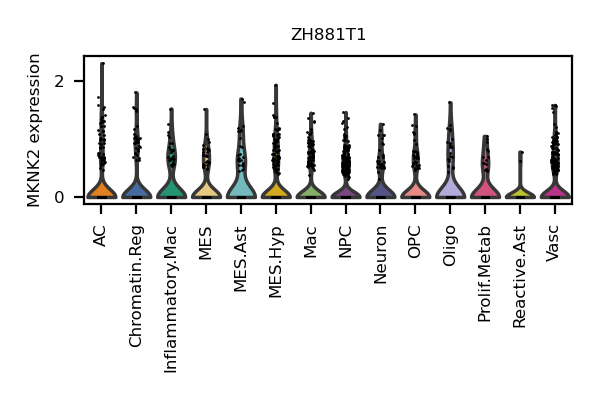 ZH881T1
MKNK2 expression
2
0
AC
Chromatin.Reg
Inflammatory.Mac
MES
MES.Ast
MES.Hyp
Mac
NPC
Neuron
OPC
Oligo
Prolif.Metab
Reactive.Ast
Vasc